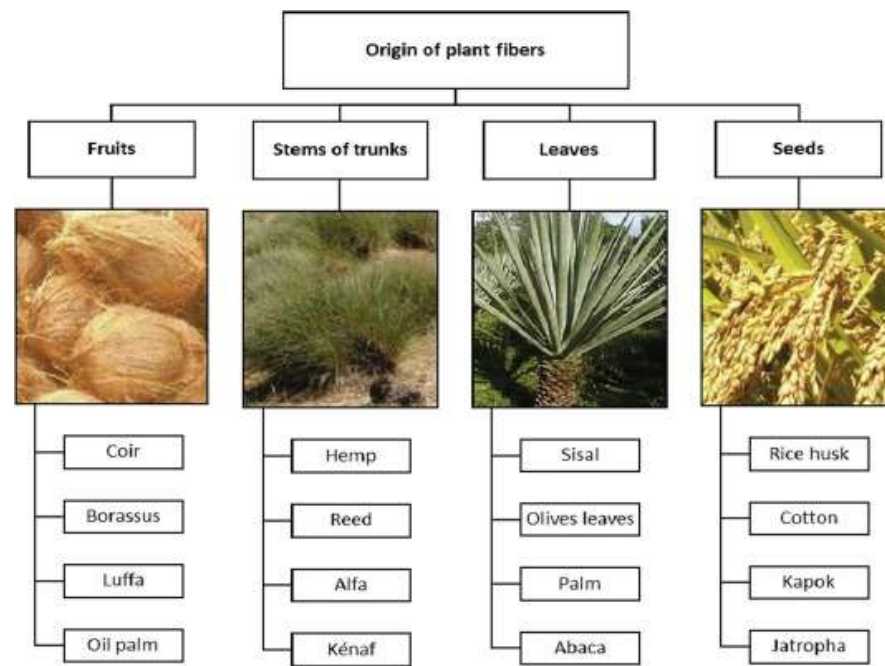 Origin of plant fibers
Fruits
Stems of trunks
Leaves
Seeds
Coir
Hemp
Sisal
Rice husk
Borassus
Reed
Olives leaves
Cotton
Luffa
Alfa
Palm
Kapok
Oil palm
Kénaf
Abaca
Jatropha